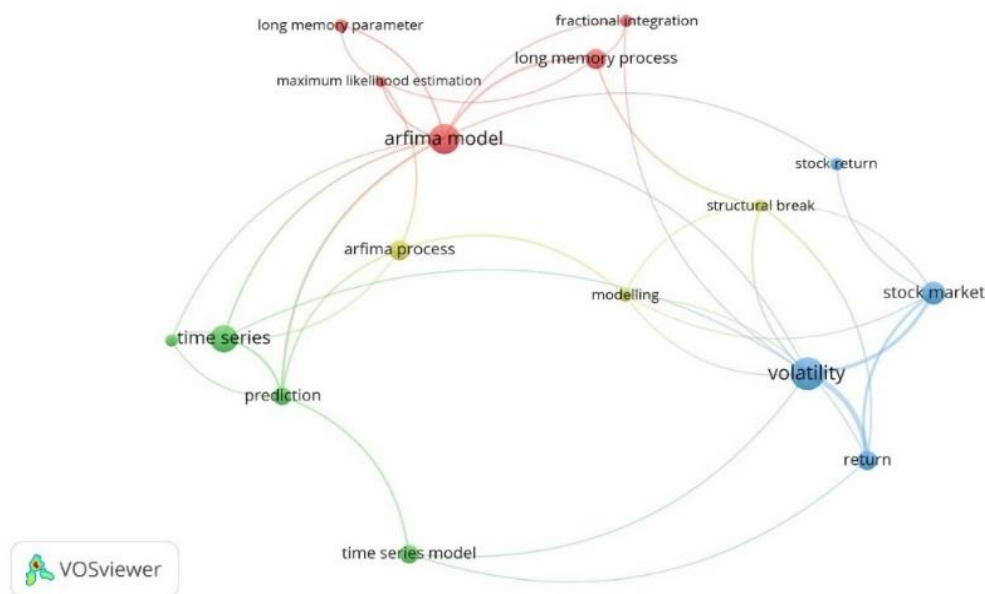 long memory parameter
fractional integration
long memory process
maximum likelihood estimation
arfima model
stock return
structural break
arfima process
modelling
stock market
time series
volatility
prediction
return
time series model
VOSviewer